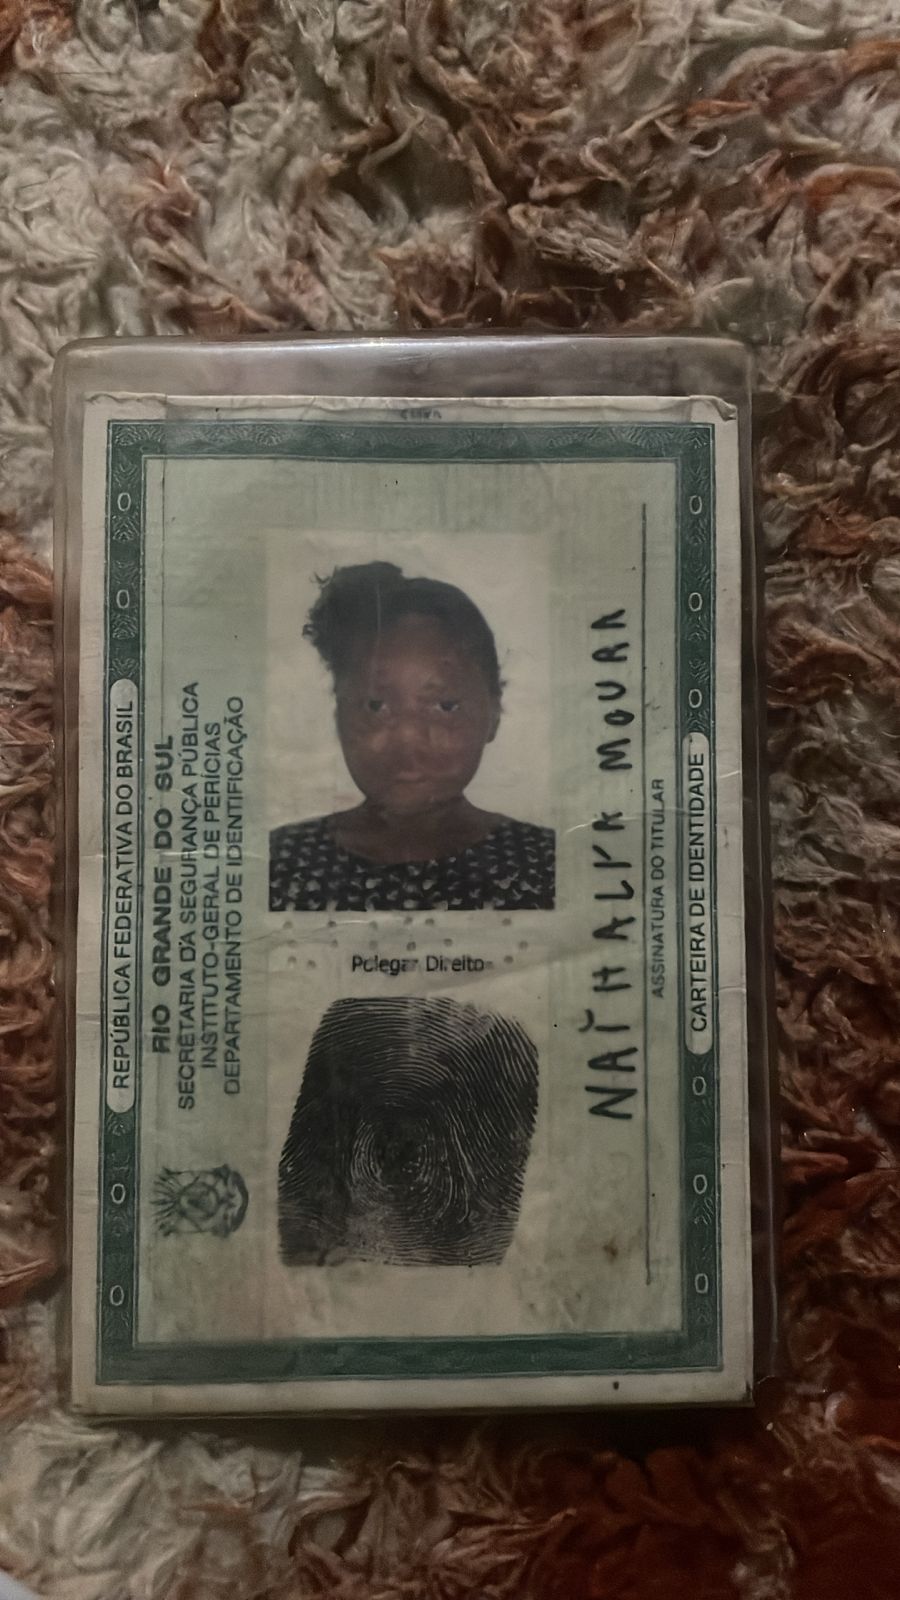 REPÚBLICA FEDERATIVA DO BRASIL
RIO GRANDE DO SUL
SECRETARIA DA SEGURANÇA PÚBLICA
INSTITUTO-GERAL DE PERÍCIAS
DEPARTAMENTO DE IDENTIFICAÇÃO
Polegar Direito
NATHALYA MOURA
ASSINATURA DO TITULAR
CARTEIRA DE IDENTIDADE